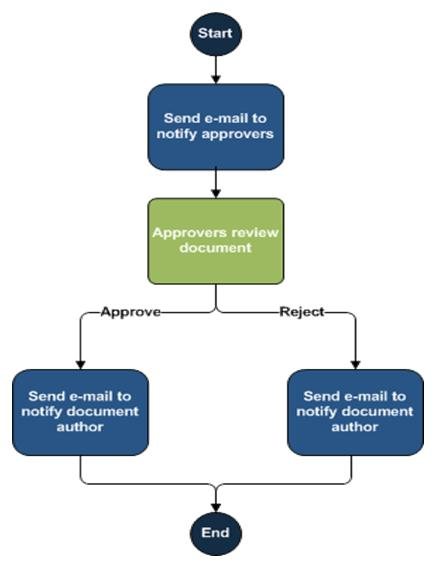 Start
Send e-mail to
notify approvers
Approvers review
document
Approve
Reject
Send e-mail to
notify document
author
Send e-mail to
notify document
author
End